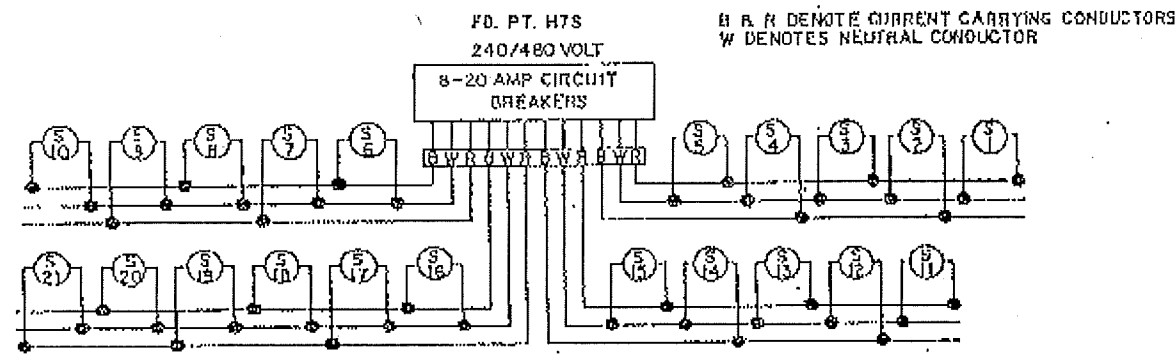 FD. PT. H7S
240/480 VOLT
B & R DENOTE CURRENT CARRYING CONDUCTORS
W DENOTES NEUTRAL CONDUCTOR
8-20 AMP CIRCUIT
BREAKERS
S 10 S 9 S 8 S 7 S 6
S 5 S 4 S 3 S 2 S 1
B W R B W R B W R B W R
S 21 S 20 S 19 S 18 S 17 S 16
S 15 S 14 S 13 S 12 S 11